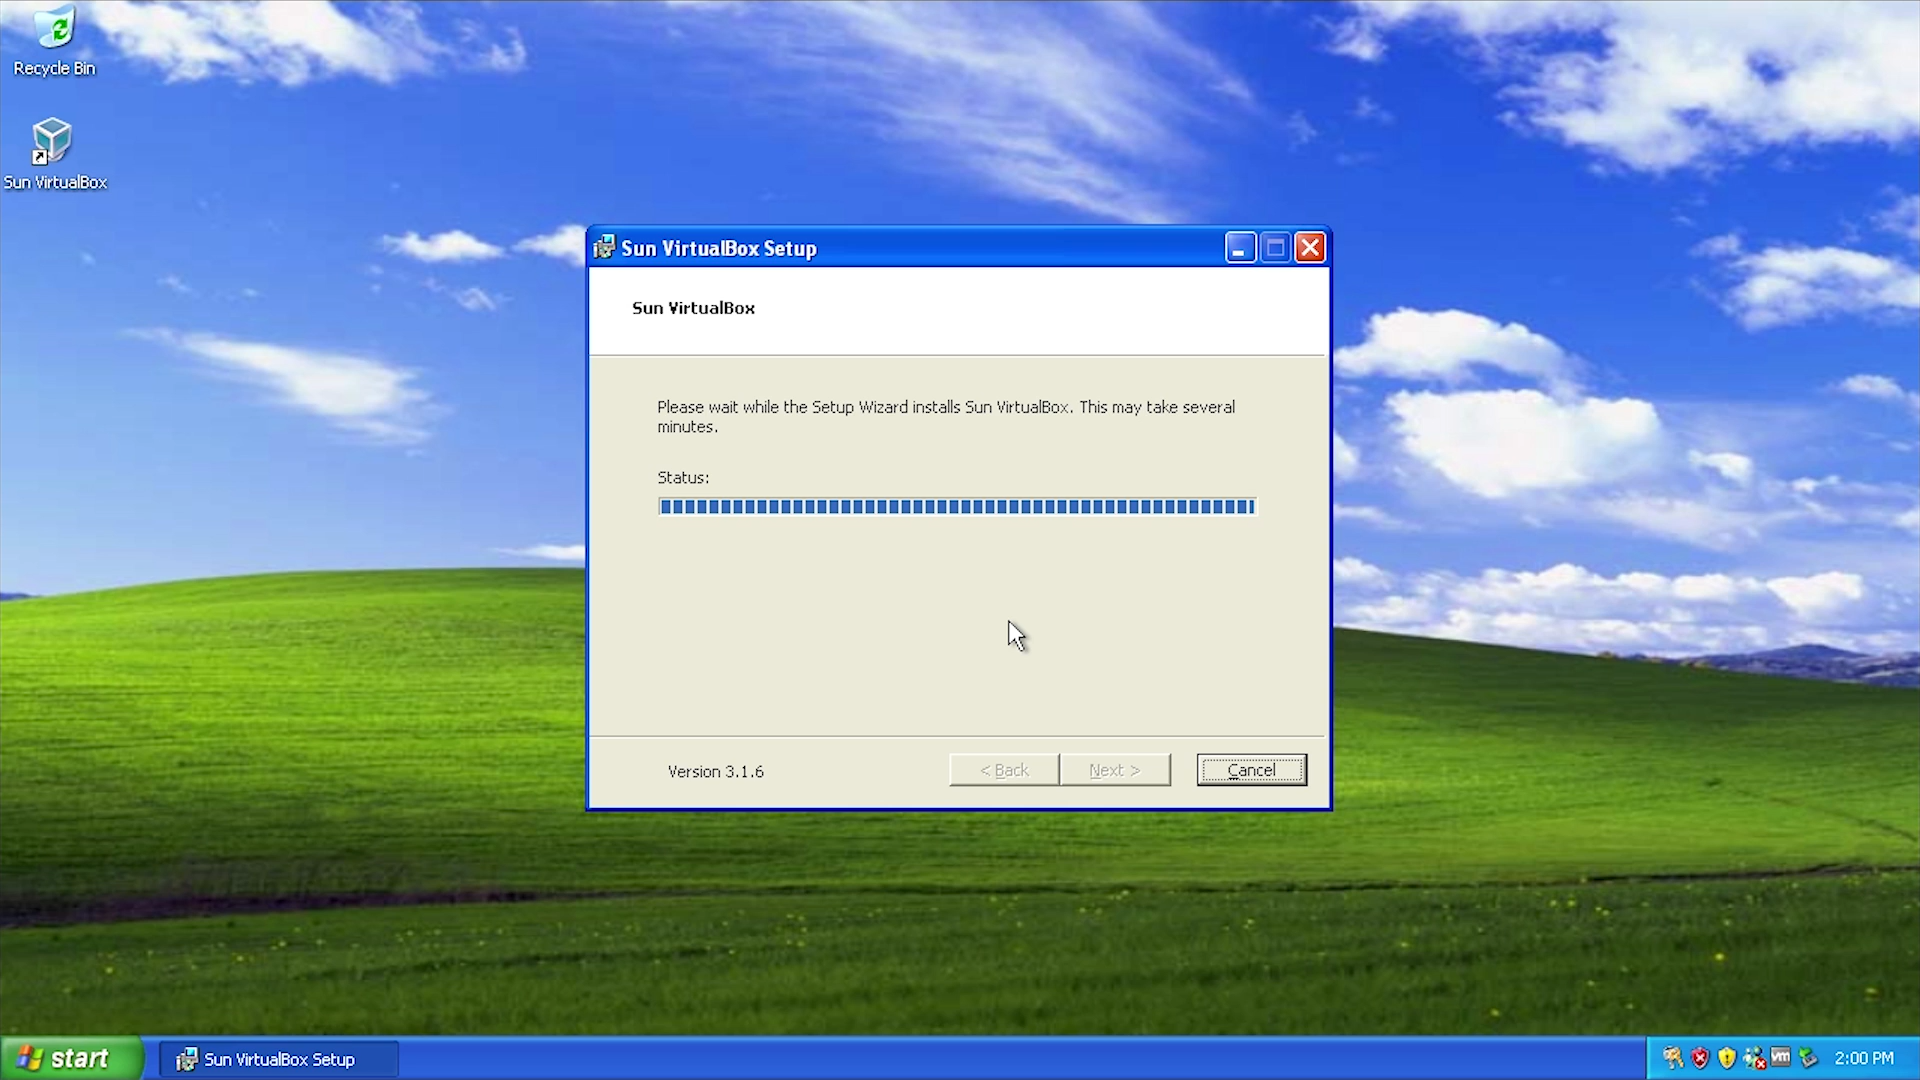 Recycle Bin
Sun VirtualBox
Sun VirtualBox Setup
Sun VirtualBox
Please wait while the Setup Wizard installs Sun VirtualBox. This may take several
minutes.
Status:
Version 3.1.6
< Back
Next >
Cancel
start
Sun VirtualBox Setup
vm
2:00 PM